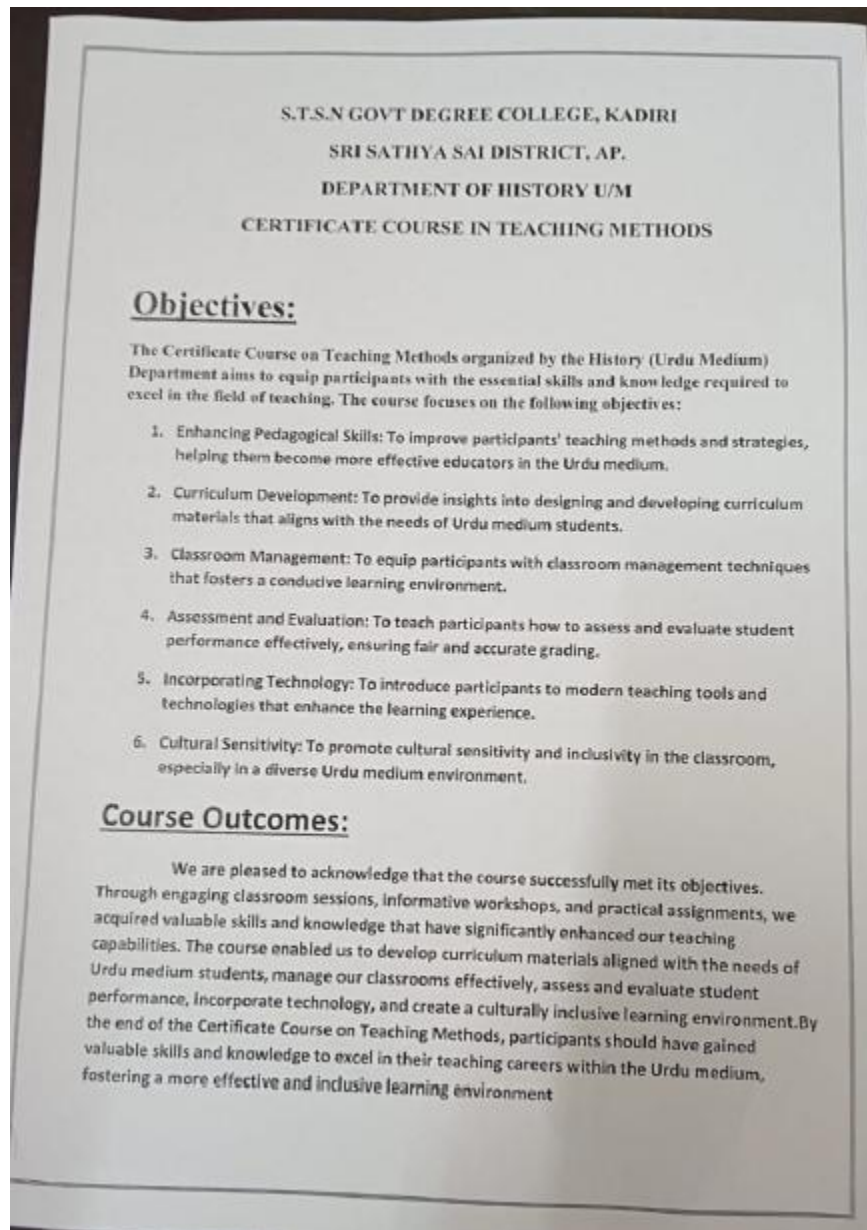 S.T.S.N GOVT DEGREE COLLEGE, KADIRI
SRI SATHYA SAI DISTRICT, AP.
DEPARTMENT OF HISTORY U/M
CERTIFICATE COURSE IN TEACHING METHODS
Objectives:
The Certificate Course on Teaching Methods organized by the History (Urdu Medium)
Department aims to equip participants with the essential skills and knowledge required to
excel in the field of teaching. The course focuses on the following objectives:
1. Enhancing Pedagogical Skills: To improve participants' teaching methods and strategies,
helping them become more effective educators in the Urdu medium.
2. Curriculum Development: To provide insights into designing and developing curriculum
materials that aligns with the needs of Urdu medium students.
3. Classroom Management: To equip participants with classroom management techniques
that fosters a conducive learning environment.
4. Assessment and Evaluation: To teach participants how to assess and evaluate student
performance effectively, ensuring fair and accurate grading.
5. Incorporating Technology: To introduce participants to modern teaching tools and
technologies that enhance the learning experience.
6. Cultural Sensitivity: To promote cultural sensitivity and inclusivity in the classroom,
especially in a diverse Urdu medium environment.
Course Outcomes:
We are pleased to acknowledge that the course successfully met its objectives.
Through engaging classroom sessions, informative workshops, and practical assignments, we
acquired valuable skills and knowledge that have significantly enhanced our teaching
capabilities. The course enabled us to develop curriculum materials aligned with the needs of
Urdu medium students, manage our classrooms effectively, assess and evaluate student
performance, incorporate technology, and create a culturally inclusive learning environment.By
the end of the Certificate Course on Teaching Methods, participants should have gained
valuable skills and knowledge to excel in their teaching careers within the Urdu medium,
fostering a more effective and inclusive learning environment